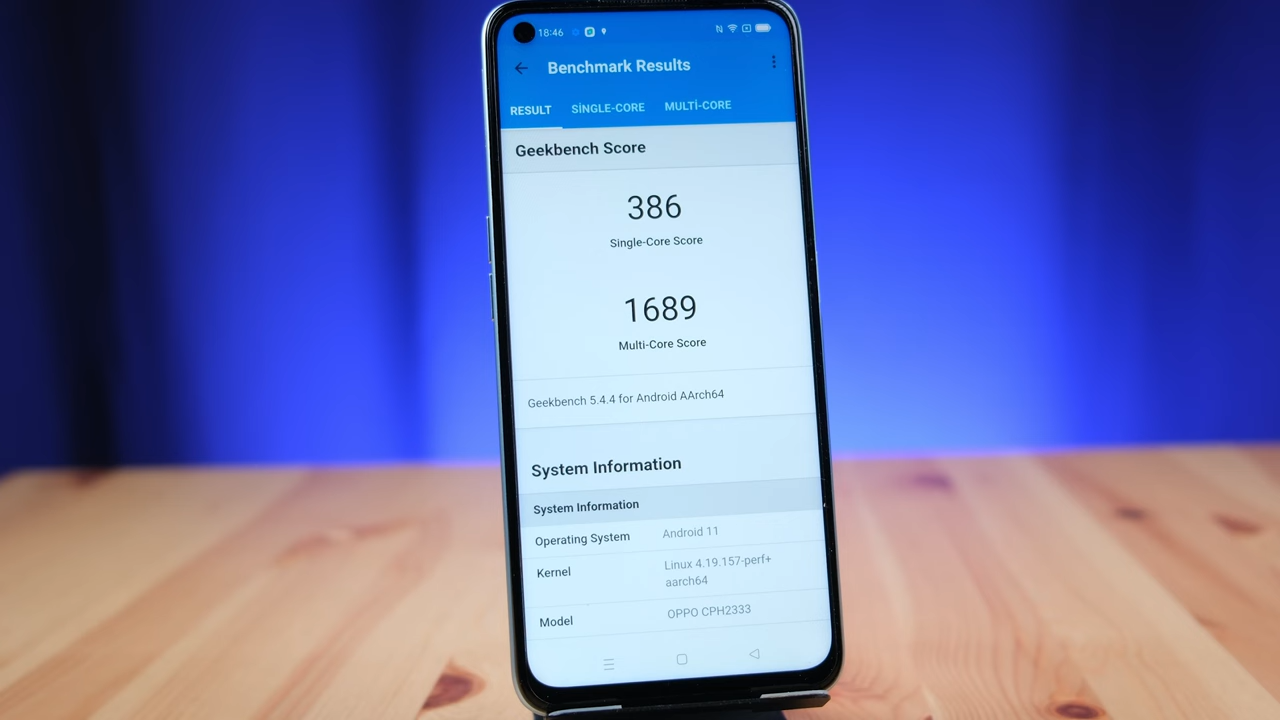 18:46
Benchmark Results
RESULT SİNGLE-CORE MULTİ-CORE
Geekbench Score
386
Single-Core Score
1689
Multi-Core Score
Geekbench 5.4.4 for Android AArch64
System Information
System Information
Operating System Android 11
Kernel Linux 4.19.157-perf+
aarch64
Model OPPO CPH2333